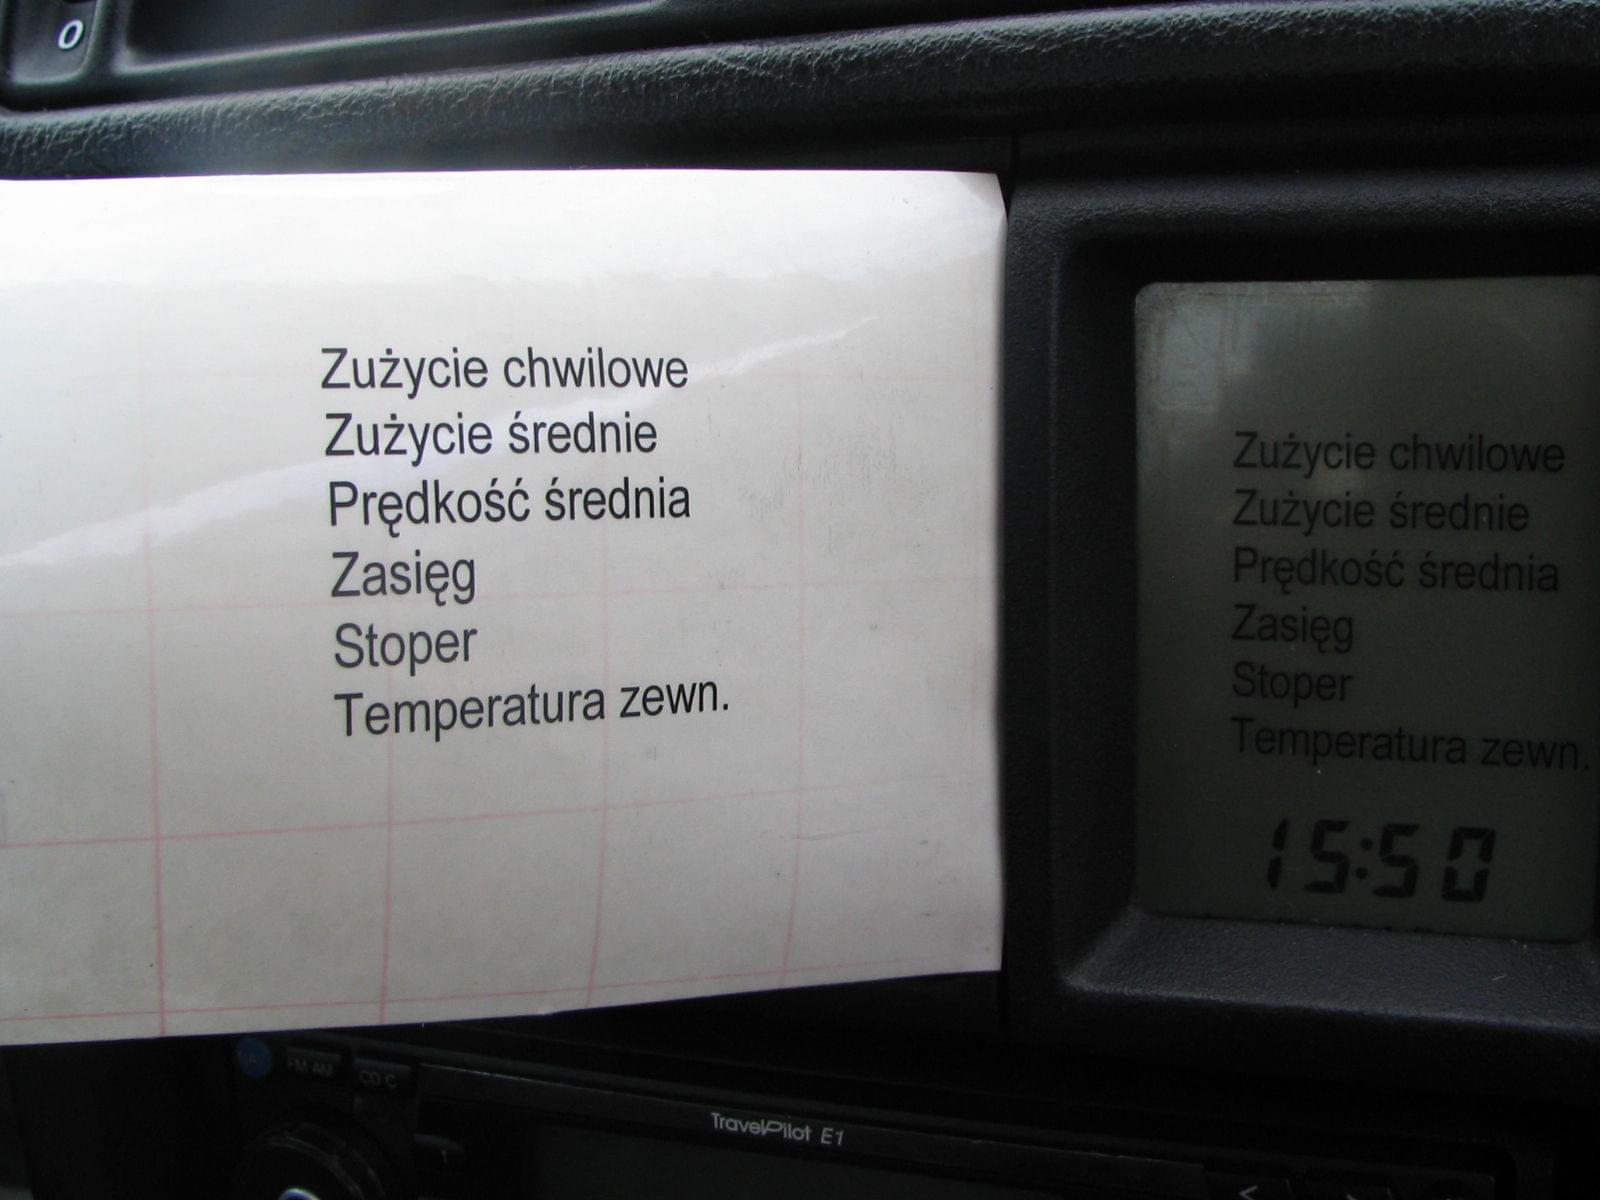 0
Zużycie chwilowe
Zużycie średnie
Prędkość średnia
Zasięg
Stoper
Temperatura zewn.
Zużycie chwilowe
Zużycie średnie
Prędkość średnia
Zasięg
Stoper
Temperatura zewn.
15:50
FM AM
CD C
TravelPilot E1
< >